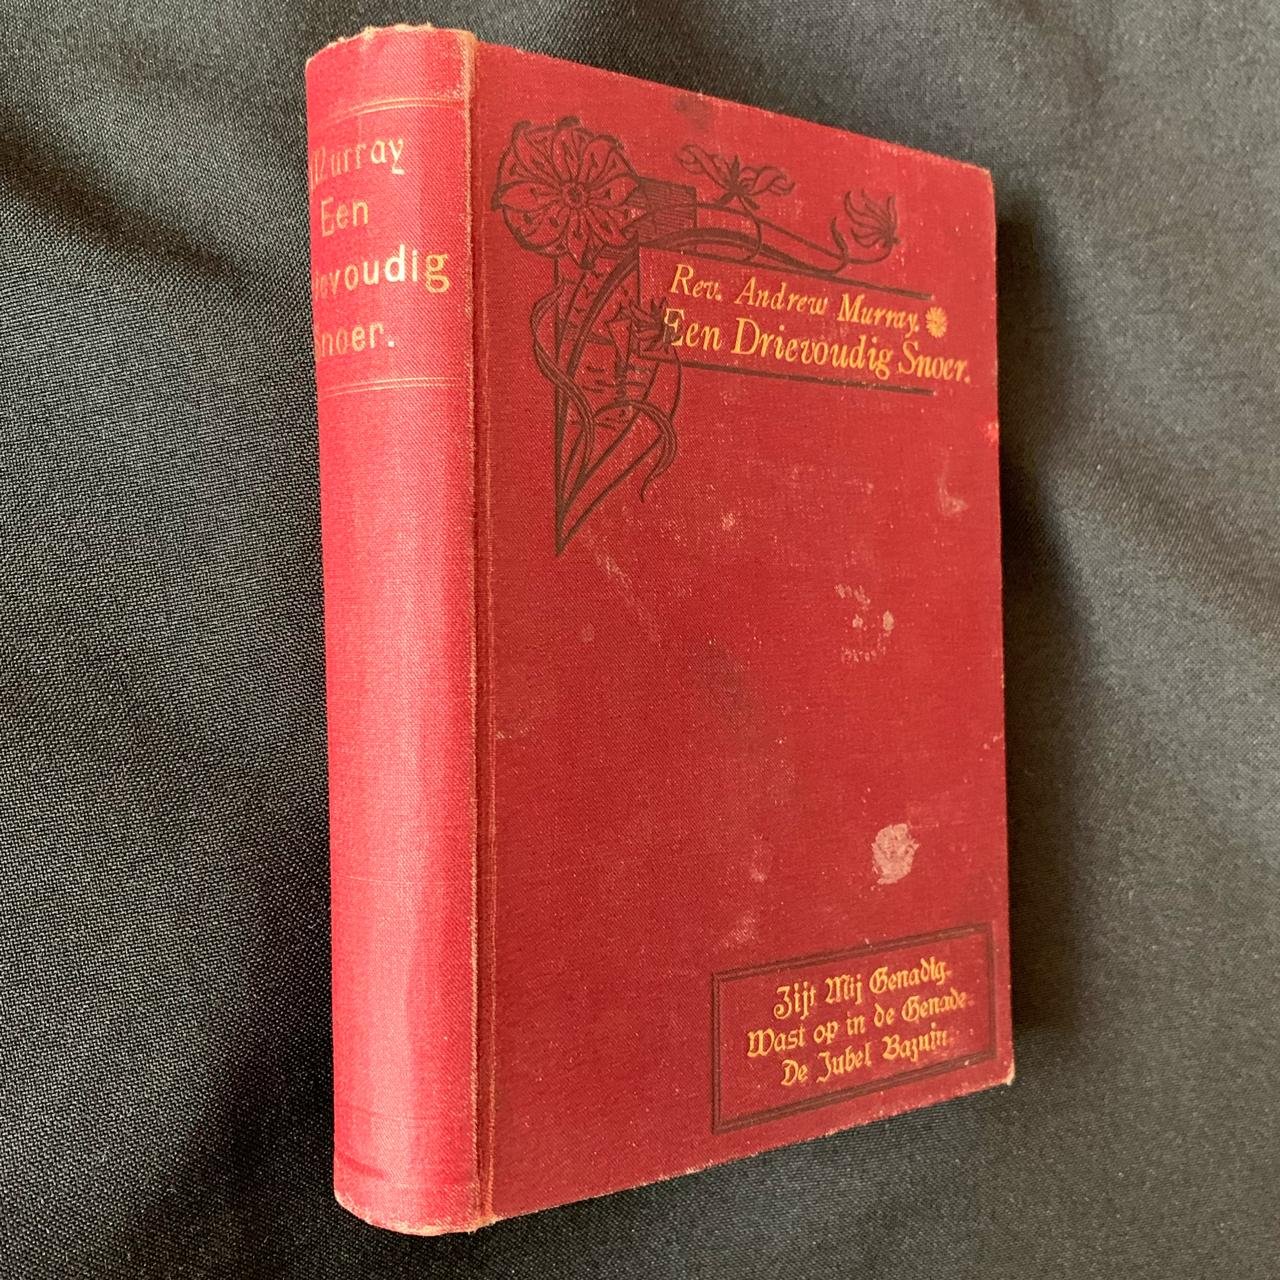 Murray
Een
Drievoudig
Snoer.
Rev. Andrew Murray.
Een Drievoudig Snoer.
Zijt Mij Genadig.
Wast op in de Genade.
De Jubel Bazuin.